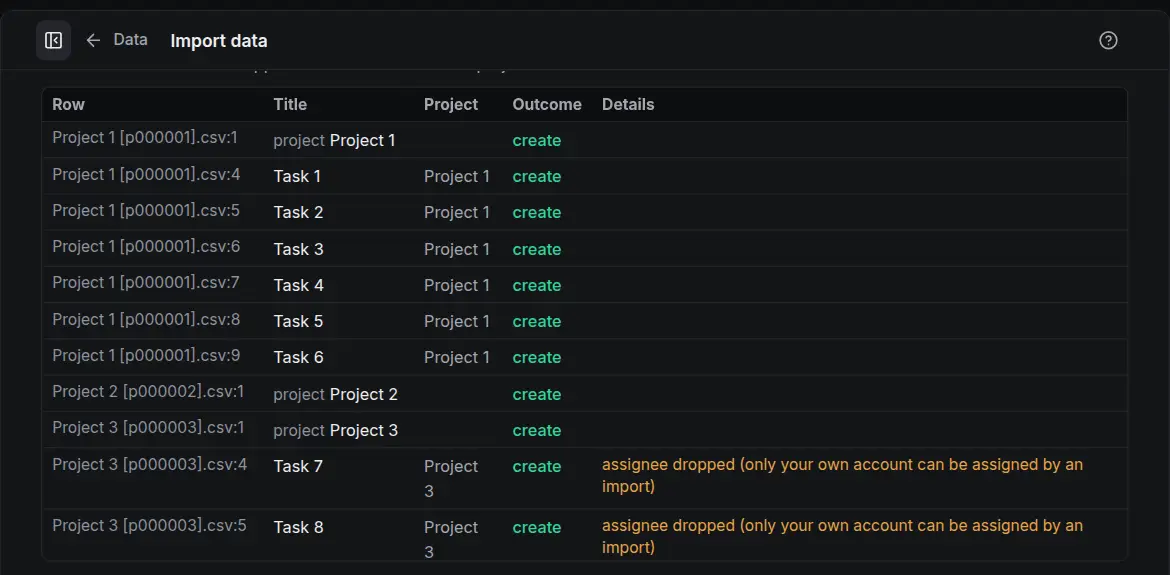 Data Import data
Row Title Project Outcome Details
Project 1 [p000001].csv:1 project Project 1 create
Project 1 [p000001].csv:4 Task 1 Project 1 create
Project 1 [p000001].csv:5 Task 2 Project 1 create
Project 1 [p000001].csv:6 Task 3 Project 1 create
Project 1 [p000001].csv:7 Task 4 Project 1 create
Project 1 [p000001].csv:8 Task 5 Project 1 create
Project 1 [p000001].csv:9 Task 6 Project 1 create
Project 2 [p000002].csv:1 project Project 2 create
Project 3 [p000003].csv:1 project Project 3 create
Project 3 [p000003].csv:4 Task 7 Project create assignee dropped (only your own account can be assigned by an
3 import)
Project 3 [p000003].csv:5 Task 8 Project create assignee dropped (only your own account can be assigned by an
3 import)